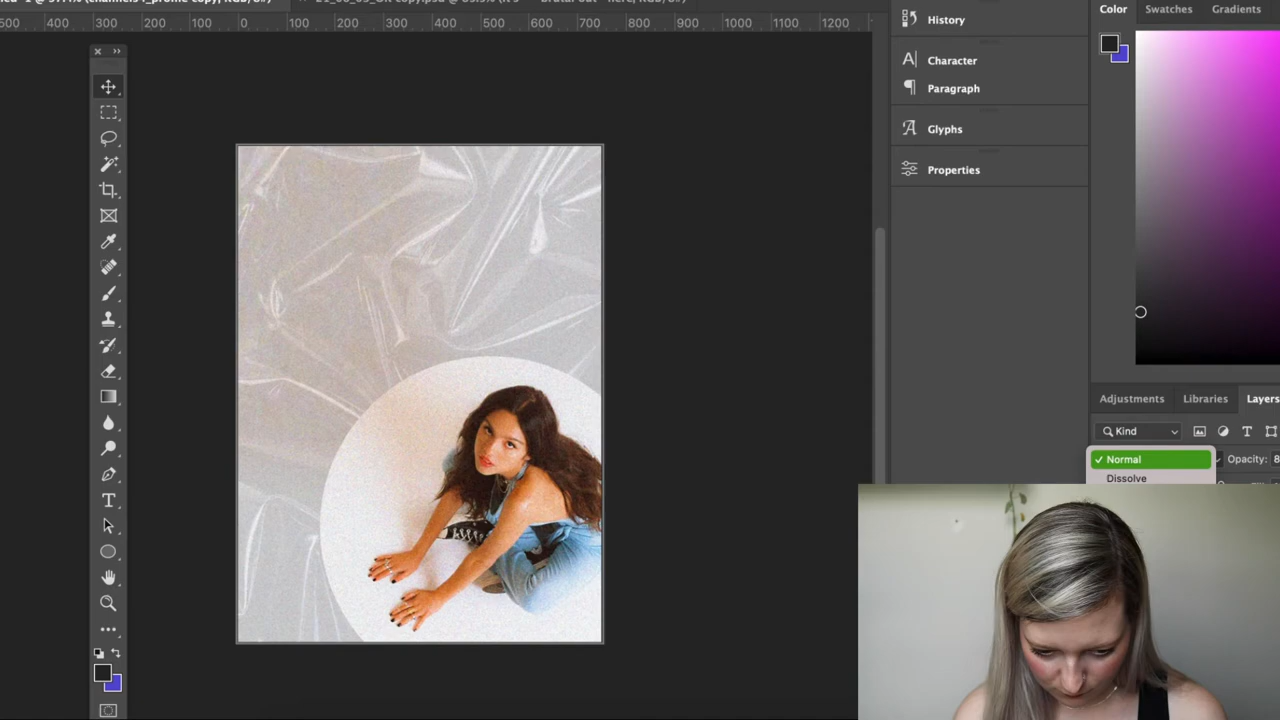 500 400 300 200 100 0 100 200 300 400 500 600 700 800 900 1000 1100 1200
History
Character
Paragraph
Glyphs
Properties
Color Swatches Gradients
Adjustments Libraries Layers
Kind
Normal Opacity: 8
Dissolve